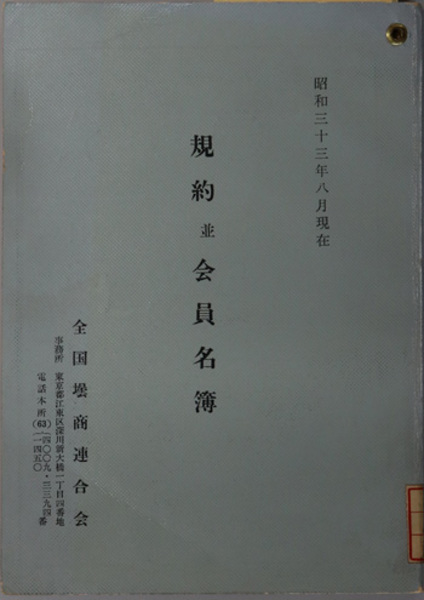 昭和三十三年八月現在
規約並会員名簿
全国壜商連合会
事務所 東京都江東区深川新大橋一丁目四番地
電話本所(63)四〇〇九・三三九四番
一四五〇